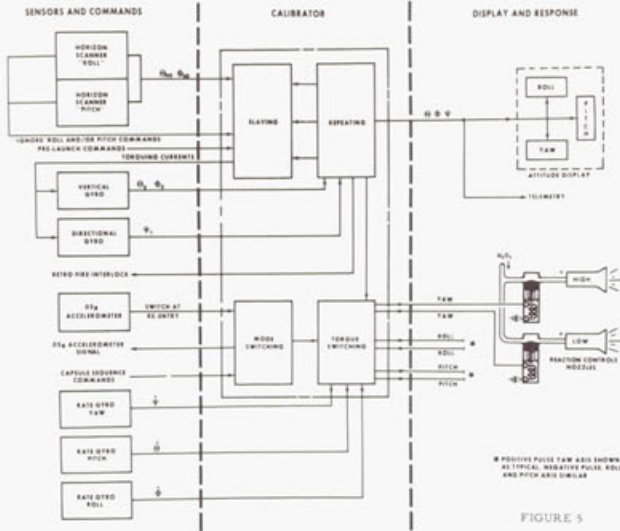 SENSORS AND COMMANDS
CALIBRATOR
DISPLAY AND RESPONSE
HORIZON SCANNER "ROLL"
HORIZON SCANNER "PITCH"
SLAVING
REPEATING
Θ Φ Ψ
ROLL
PITCH
YAW
ATTITUDE DISPLAY
TELEMETRY
"IGNORE" ROLL AND/OR PITCH COMMANDS
PRE-LAUNCH COMMANDS
TORQUING CURRENTS
VERTICAL GYRO
DIRECTIONAL GYRO
RETRO FIRE INTERLOCK
.05g ACCELEROMETER
SWITCH AT RE-ENTRY
.05g ACCELEROMETER SIGNAL
CAPSULE SEQUENCE COMMANDS
MODE SWITCHING
TORQUE SWITCHING
YAW
YAW
ROLL
ROLL
PITCH
PITCH
H₂O₂
HIGH
LOW
REACTION CONTROLS NOZZLES
RATE GYRO YAW
RATE GYRO PITCH
RATE GYRO ROLL
POSITIVE PULSE YAW AXIS SHOWN
AS TYPICAL, NEGATIVE PULSE, ROLL
AND PITCH AXIS SIMILAR
FIGURE 5